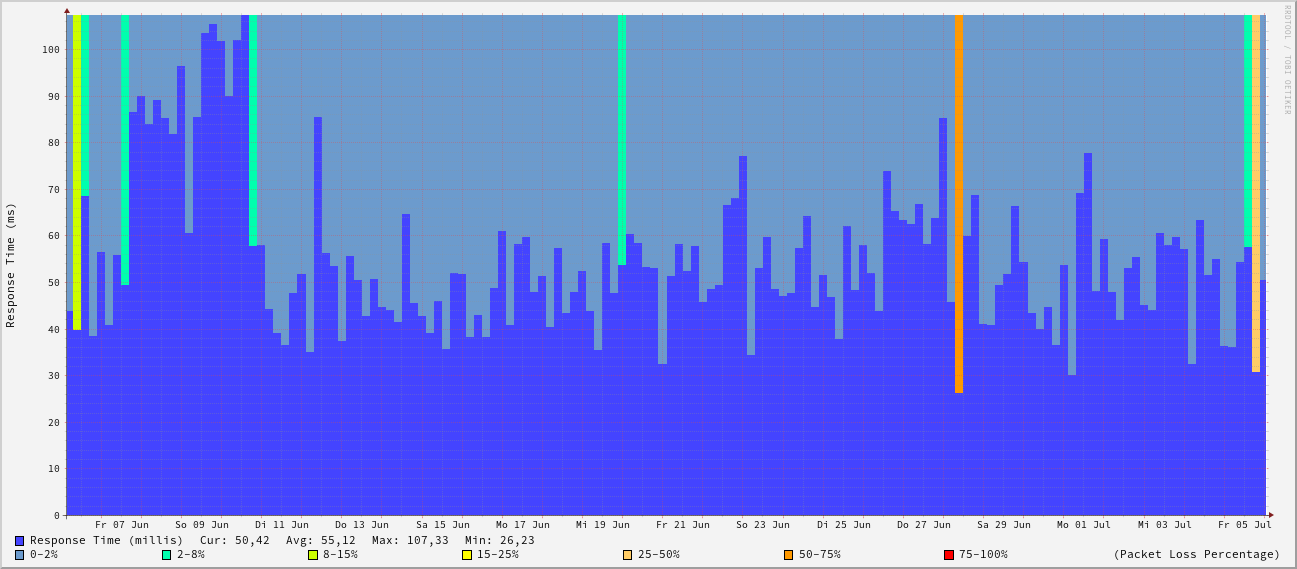 RRDTOOL / TOBI OETIKER
Response Time (ms)
100
90
80
70
60
50
40
30
20
10
0
Fr 07 Jun So 09 Jun Di 11 Jun Do 13 Jun Sa 15 Jun Mo 17 Jun Mi 19 Jun Fr 21 Jun So 23 Jun Di 25 Jun Do 27 Jun Sa 29 Jun Mo 01 Jul Mi 03 Jul Fr 05 Jul
Response Time (millis) Cur: 50,42 Avg: 55,12 Max: 107,33 Min: 26,23
0-2% 2-8% 8-15% 15-25% 25-50% 50-75% 75-100% (Packet Loss Percentage)